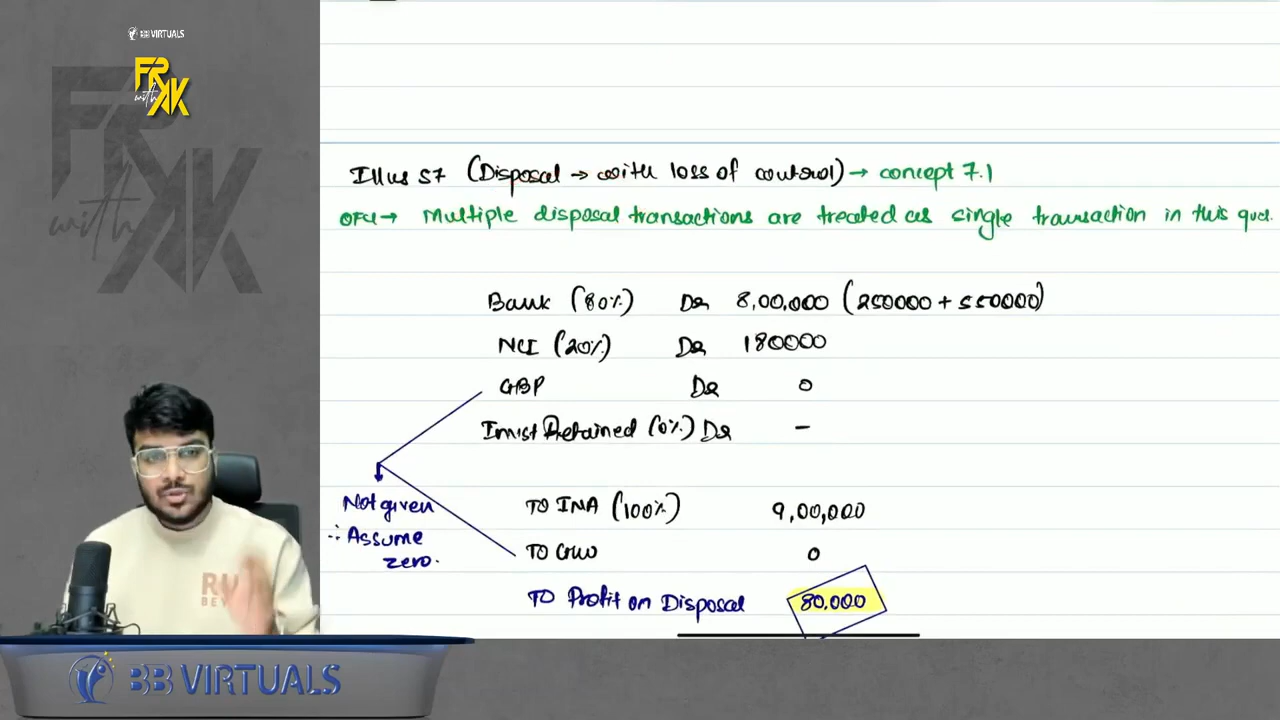 BB VIRTUALS
FR
with AK
FR
with AK
Illus 57 (Disposal → with loss of control) → concept 7.1
Multiple disposal transactions are treated as single transaction in this ques.
Bank (80%) Dr 8,00,000 (250000 + 550000)
NCI (20%) Dr 180000
GBP Dr 0
Invst Retained (0%) Dr –
Not given
∴ Assume
zero.
TO INA (100%) 9,00,000
TO GW 0
TO Profit on Disposal 80,000
BB VIRTUALS